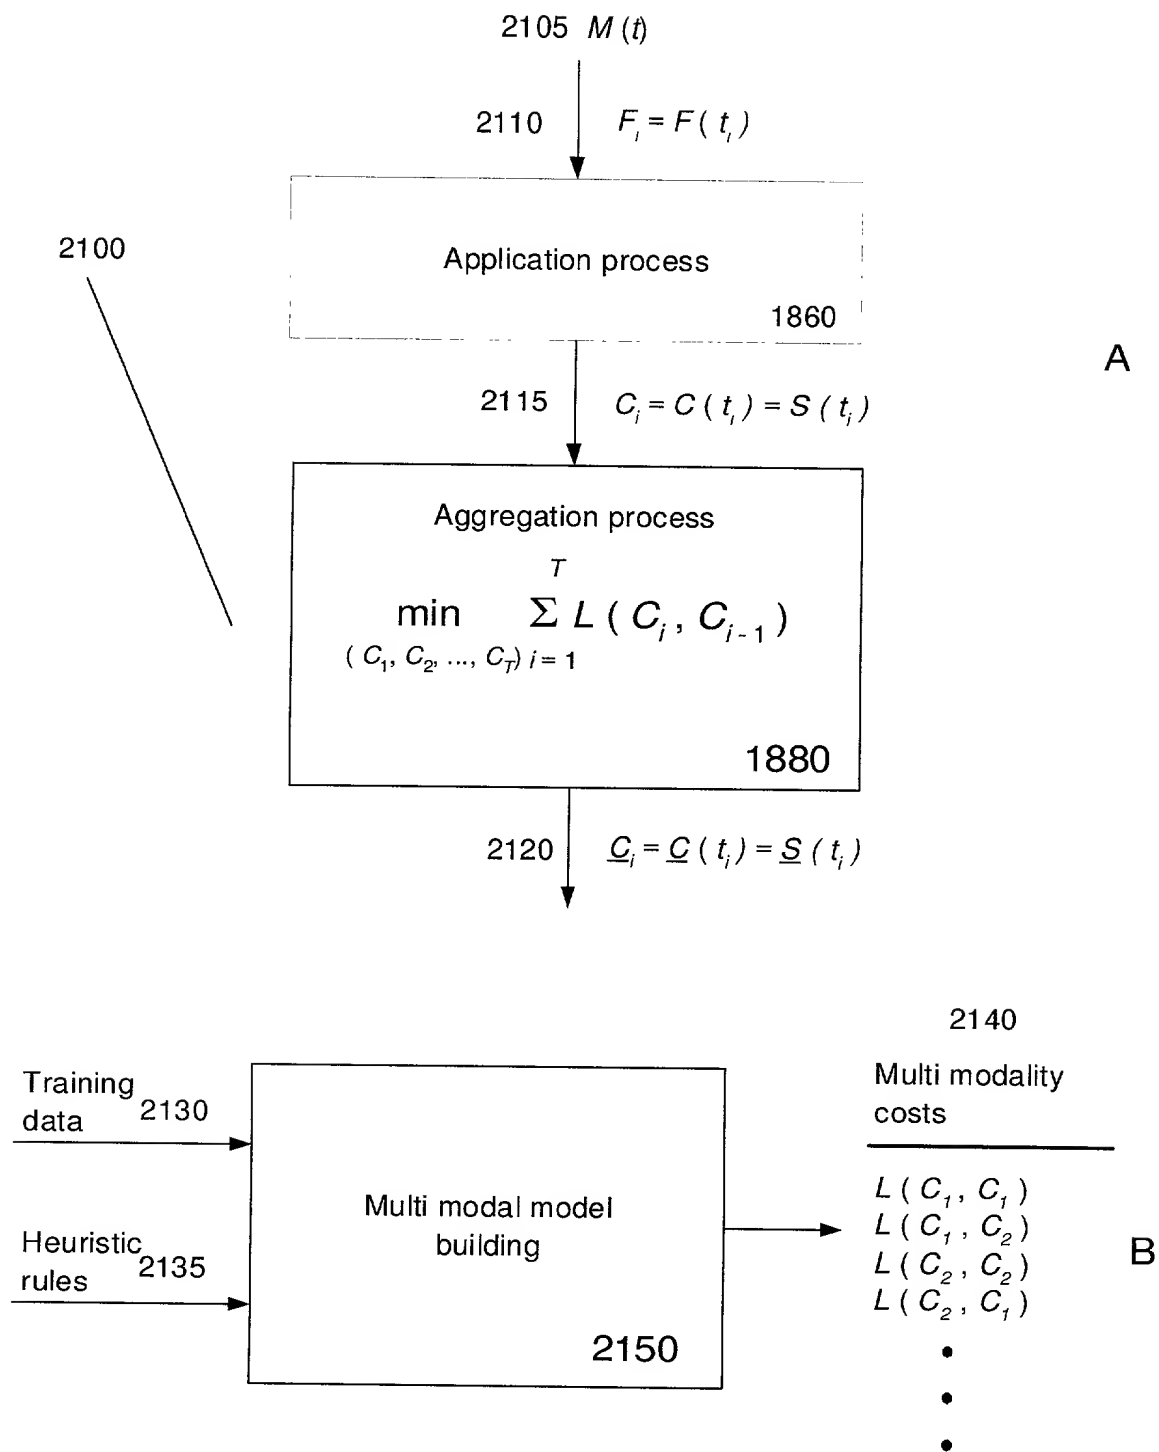 2105 M (t)
2110 F_i = F ( t_i )
2100
Application process
1860
A
2115 C_i = C ( t_i ) = S ( t_i )
Aggregation process
T
min Σ L ( C_i , C_{i-1} )
( C_1, C_2, ..., C_T) i = 1
1880
2120 C_i = C ( t_i ) = S ( t_i )
2140
Training
data 2130
Multi modality
costs
Multi modal model
building
Heuristic
rules 2135
2150
L ( C_1 , C_1 )
L ( C_1 , C_2 )
L ( C_2 , C_2 )
L ( C_2 , C_1 )
B